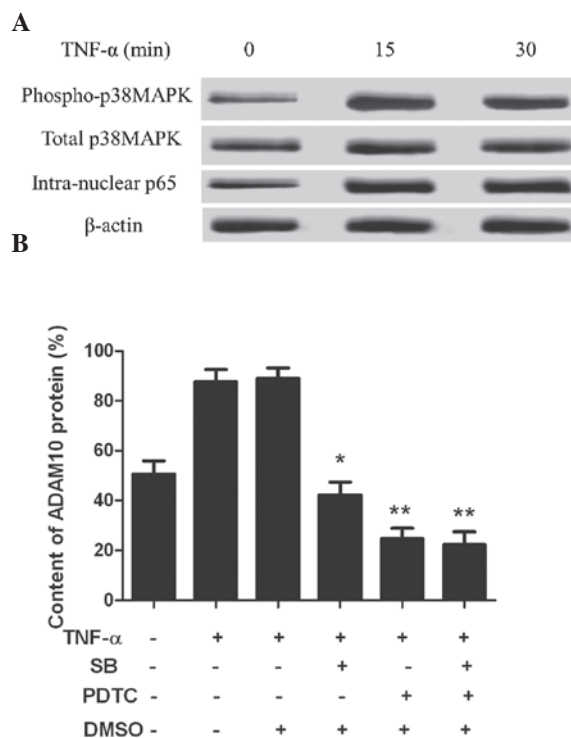 A
TNF-α (min) 0 15 30
Phospho-p38MAPK
Total p38MAPK
Intra-nuclear p65
β-actin
B
Content of ADAM10 protein (%)
100
80
60
40
20
0
* ** **
TNF-α - + + + + +
SB - - - + - +
PDTC - - - - + +
DMSO - - + + + +